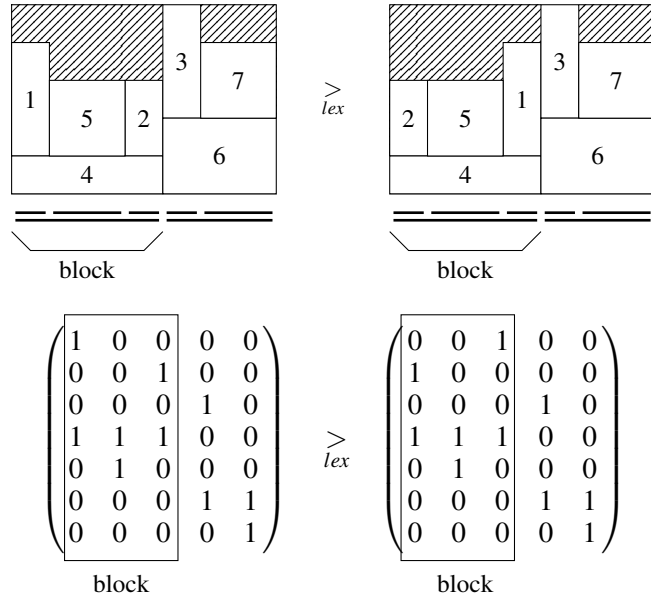 1 5 2 3 7
4 6
>
lex
2 5 1 3 7
4 6
block
block
1 0 0 0 0
0 0 1 0 0
0 0 0 1 0
1 1 1 0 0
0 1 0 0 0
0 0 0 1 1
0 0 0 0 1
>
lex
0 0 1 0 0
1 0 0 0 0
0 0 0 1 0
1 1 1 0 0
0 1 0 0 0
0 0 0 1 1
0 0 0 0 1
block
block